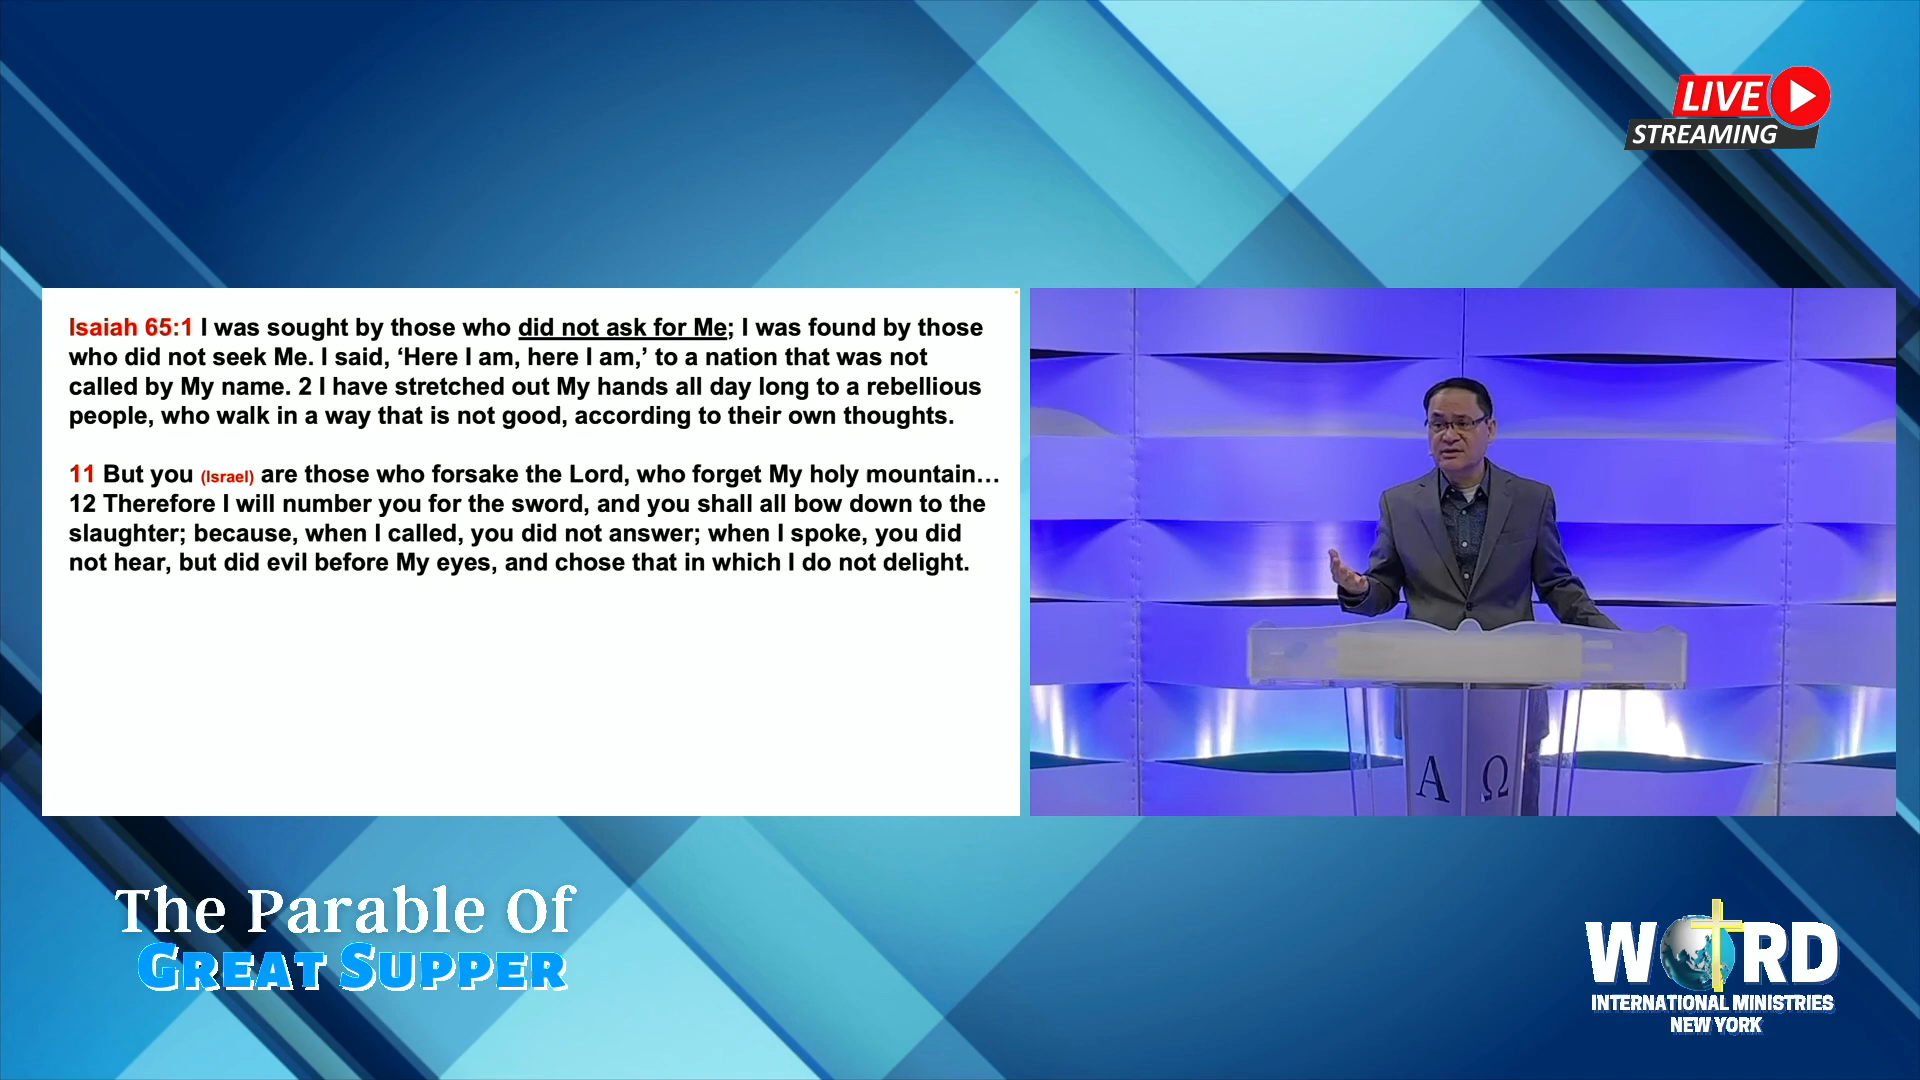 LIVE
STREAMING
Isaiah 65:1 I was sought by those who did not ask for Me; I was found by those
who did not seek Me. I said, ‘Here I am, here I am,’ to a nation that was not
called by My name. 2 I have stretched out My hands all day long to a rebellious
people, who walk in a way that is not good, according to their own thoughts.
11 But you (Israel) are those who forsake the Lord, who forget My holy mountain…
12 Therefore I will number you for the sword, and you shall all bow down to the
slaughter; because, when I called, you did not answer; when I spoke, you did
not hear, but did evil before My eyes, and chose that in which I do not delight.
Α Ω
The Parable Of
GREAT SUPPER
WORD
INTERNATIONAL MINISTRIES
NEW YORK